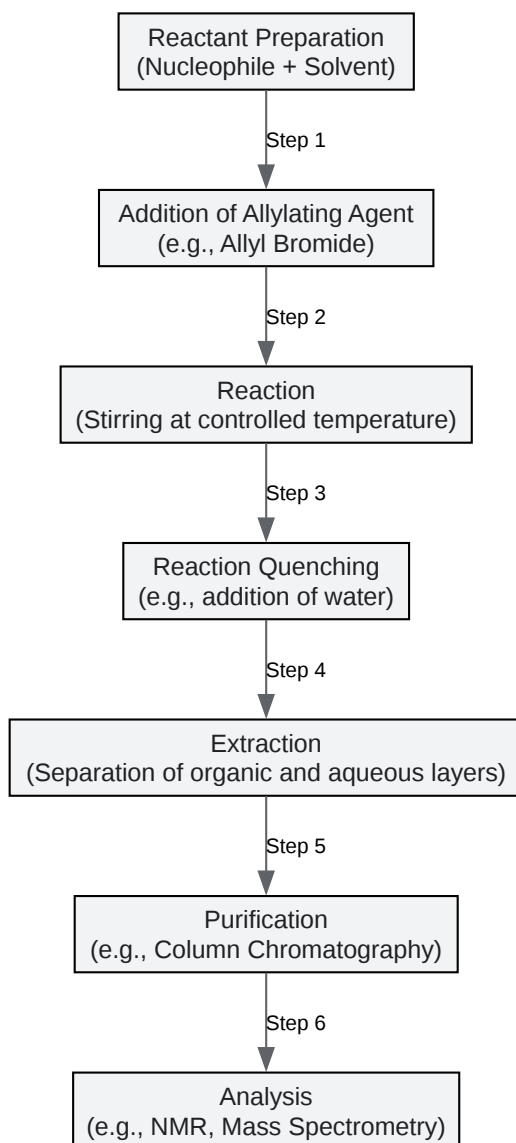 Reactant Preparation
(Nucleophile + Solvent)
Step 1
Addition of Allylating Agent
(e.g., Allyl Bromide)
Step 2
Reaction
(Stirring at controlled temperature)
Step 3
Reaction Quenching
(e.g., addition of water)
Step 4
Extraction
(Separation of organic and aqueous layers)
Step 5
Purification
(e.g., Column Chromatography)
Step 6
Analysis
(e.g., NMR, Mass Spectrometry)